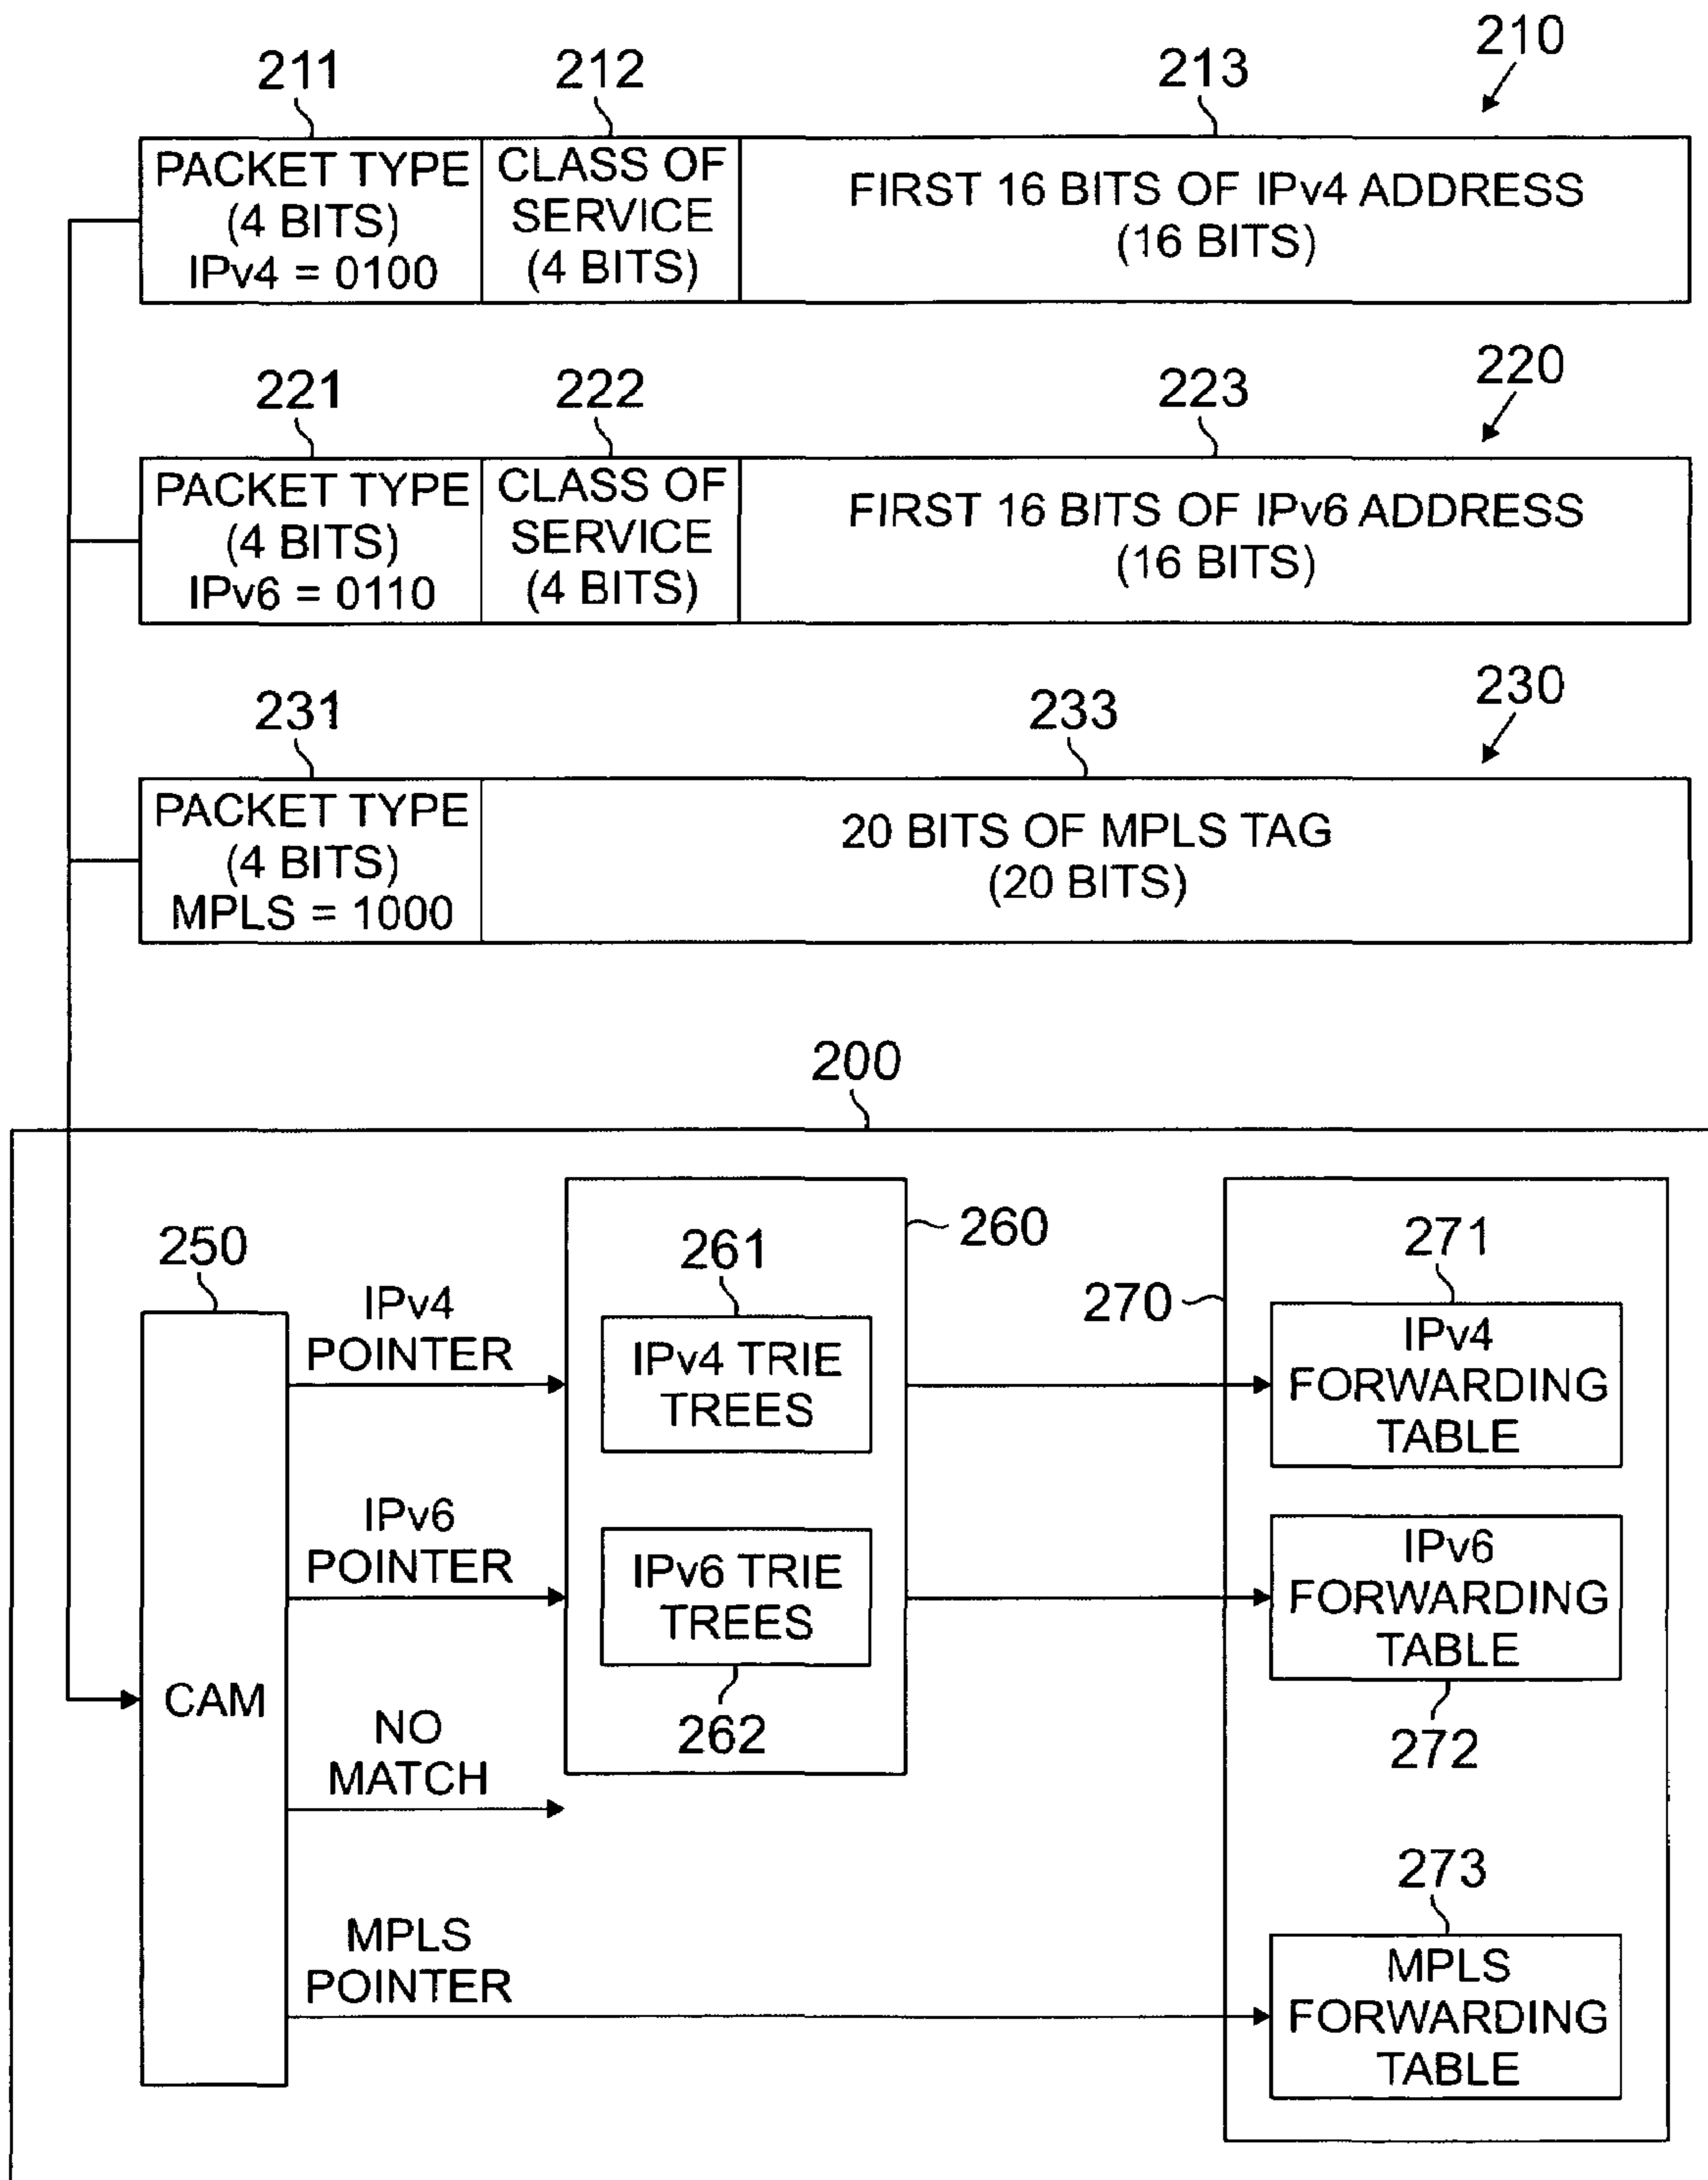 210
211
212
213
PACKET TYPE
(4 BITS)
IPv4 = 0100
CLASS OF
SERVICE
(4 BITS)
FIRST 16 BITS OF IPv4 ADDRESS
(16 BITS)
220
221
222
223
PACKET TYPE
(4 BITS)
IPv6 = 0110
CLASS OF
SERVICE
(4 BITS)
FIRST 16 BITS OF IPv6 ADDRESS
(16 BITS)
230
231
233
PACKET TYPE
(4 BITS)
MPLS = 1000
20 BITS OF MPLS TAG
(20 BITS)
200
250
CAM
IPv4
POINTER
IPv6
POINTER
NO
MATCH
MPLS
POINTER
260
261
IPv4 TRIE
TREES
IPv6 TRIE
TREES
262
270
271
IPv4
FORWARDING
TABLE
IPv6
FORWARDING
TABLE
272
273
MPLS
FORWARDING
TABLE